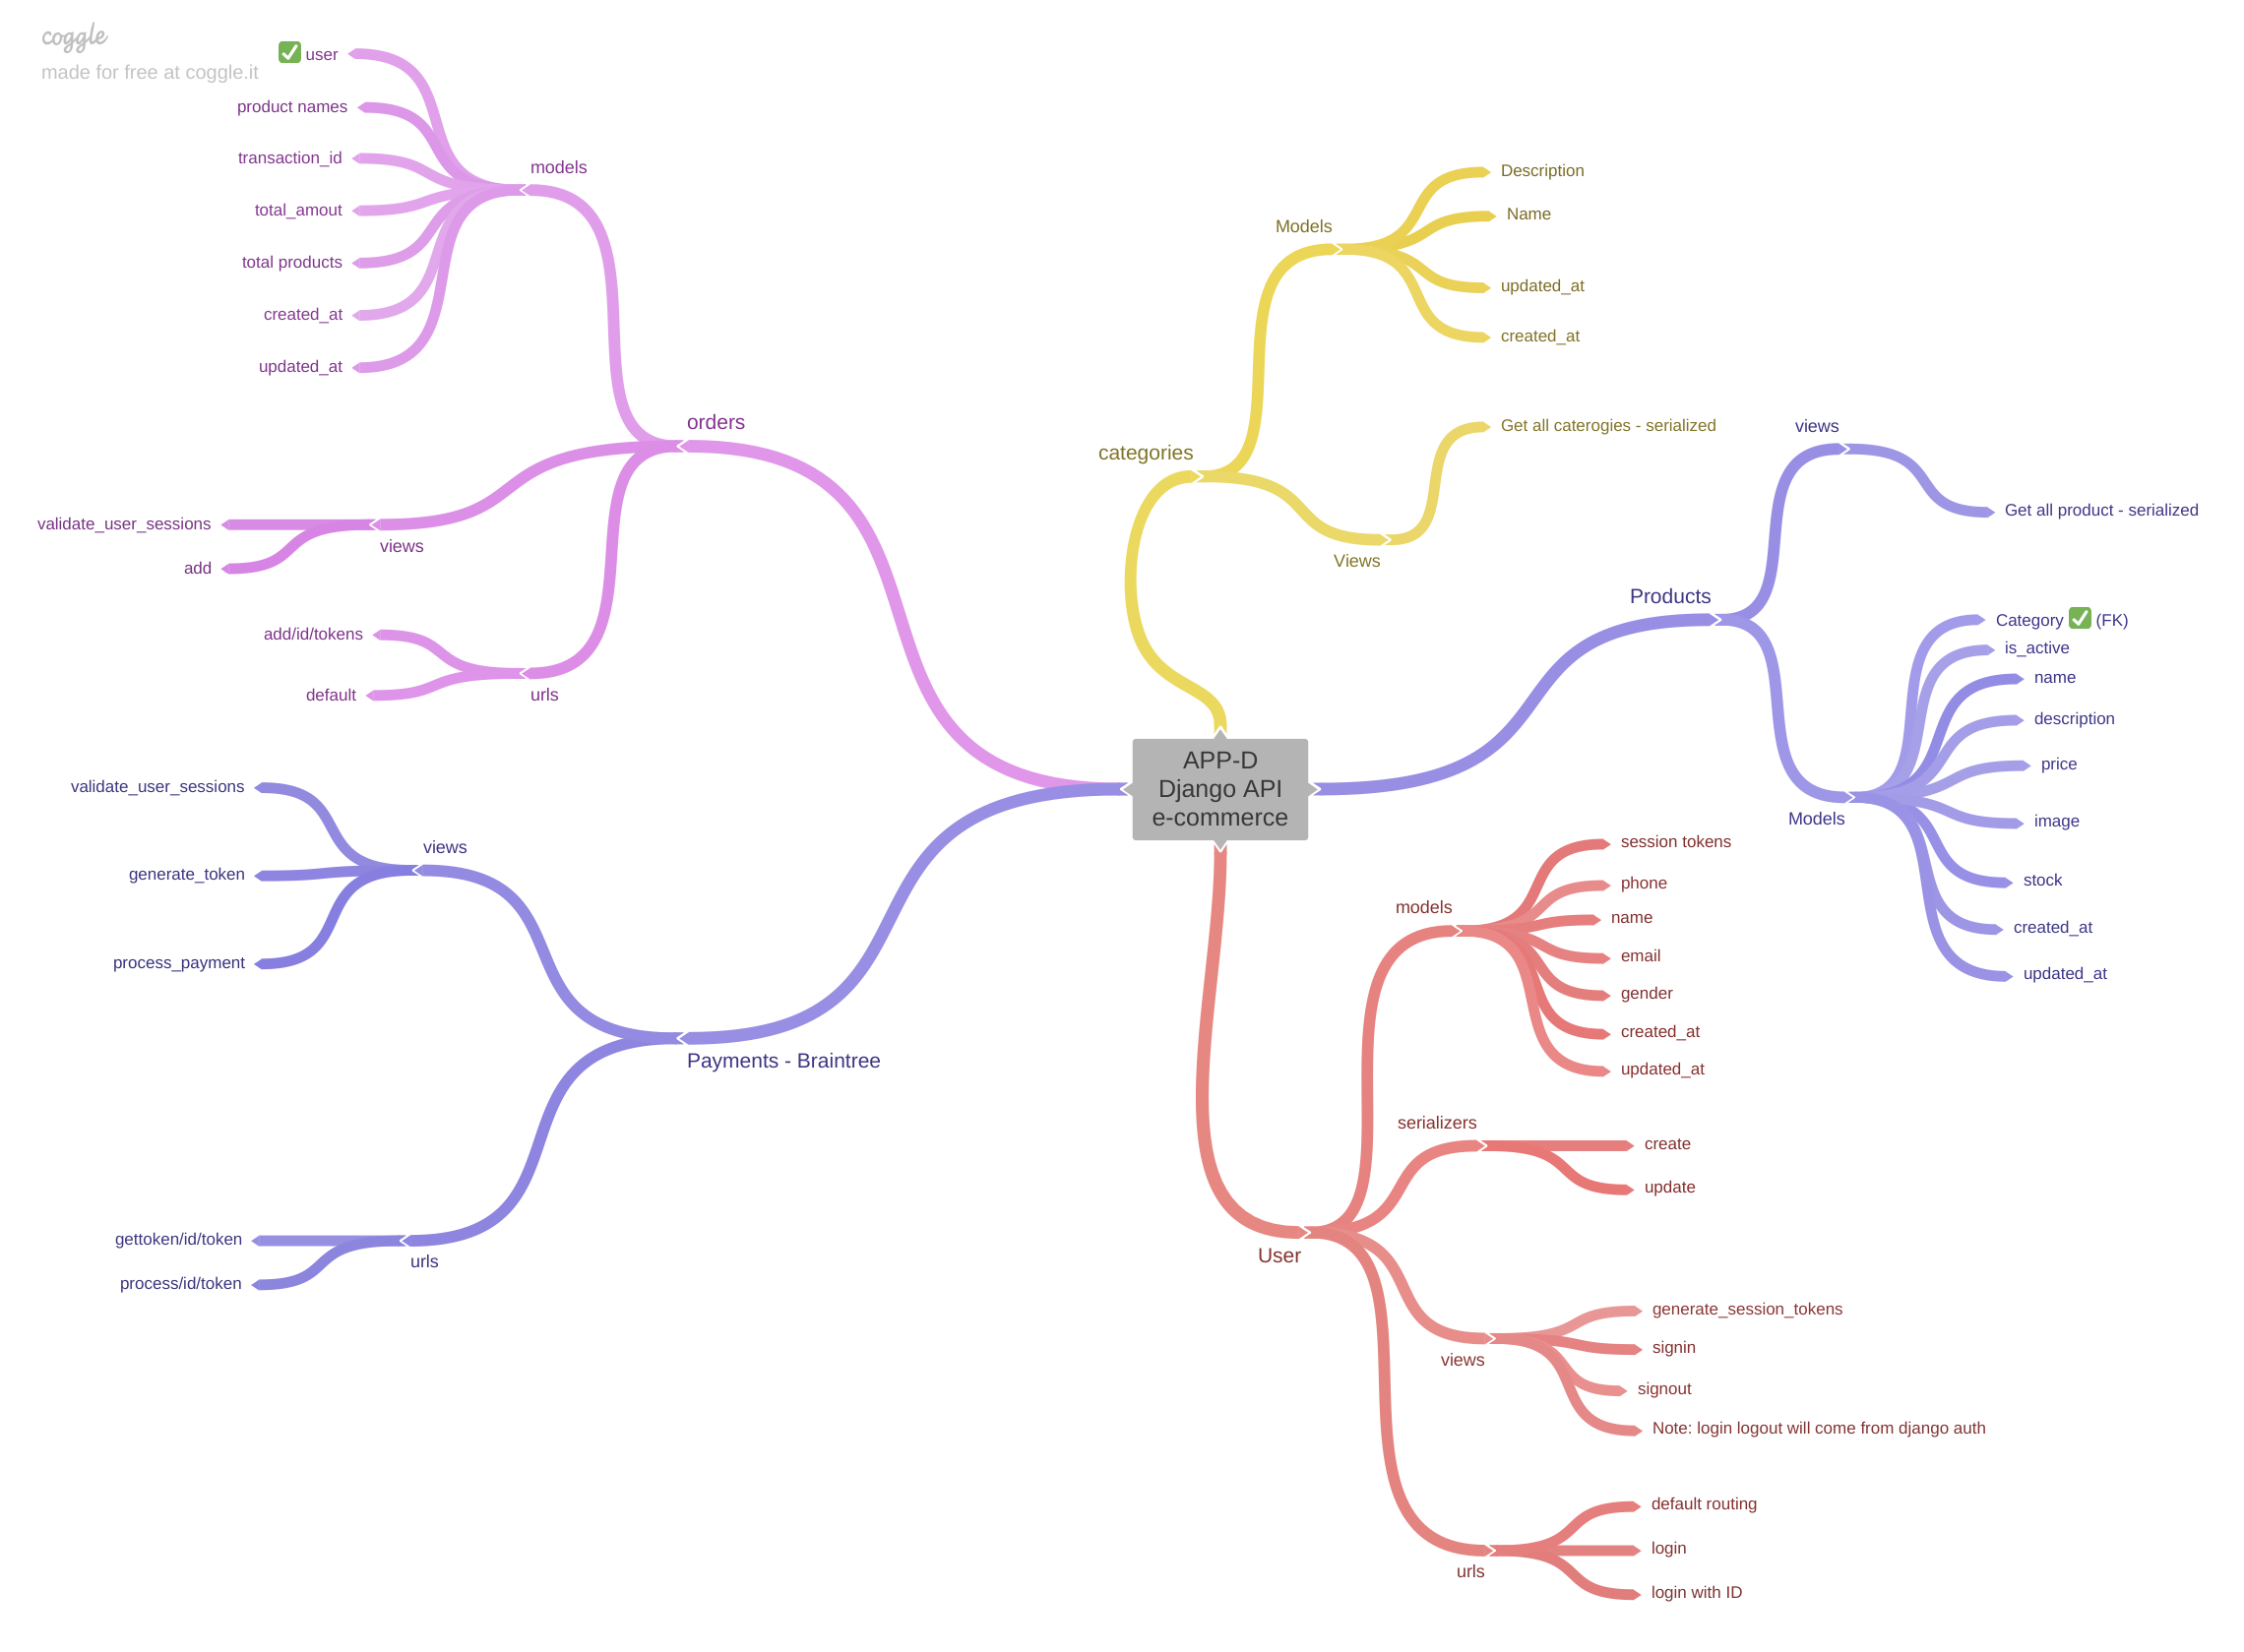 coggle
made for free at coggle.it
✅ user
product names
transaction_id
total_amout
total products
created_at
updated_at
models
orders
validate_user_sessions
add
views
add/id/tokens
default
urls
validate_user_sessions
generate_token
process_payment
views
Payments - Braintree
gettoken/id/token
process/id/token
urls
APP-D
Django API
e-commerce
categories
Models
Description
Name
updated_at
created_at
Views
Get all caterogies - serialized
Products
views
Get all product - serialized
Models
Category ✅ (FK)
is_active
name
description
price
image
stock
created_at
updated_at
User
models
session tokens
phone
name
email
gender
created_at
updated_at
serializers
create
update
views
generate_session_tokens
signin
signout
Note: login logout will come from django auth
urls
default routing
login
login with ID